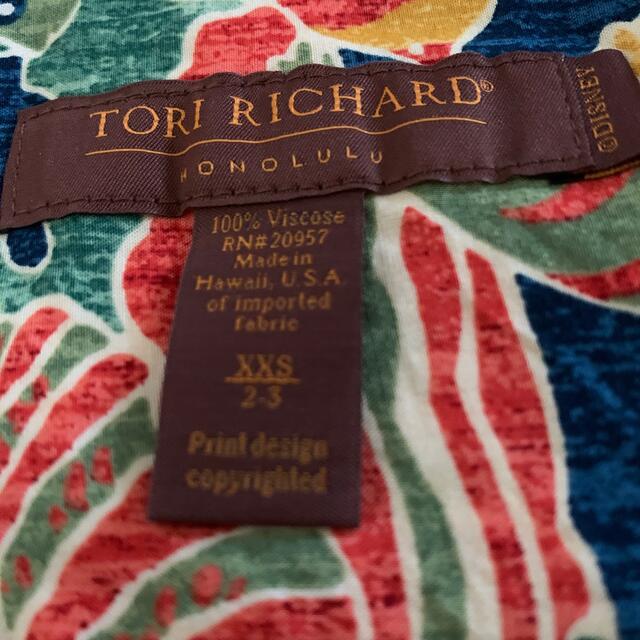 TORI RICHARD®
HONOLULU
©DISNEY
100% Viscose
RN#20957
Made in
Hawaii, U.S.A.
of imported
fabric
XXS
2-3
Print design
copyrighted